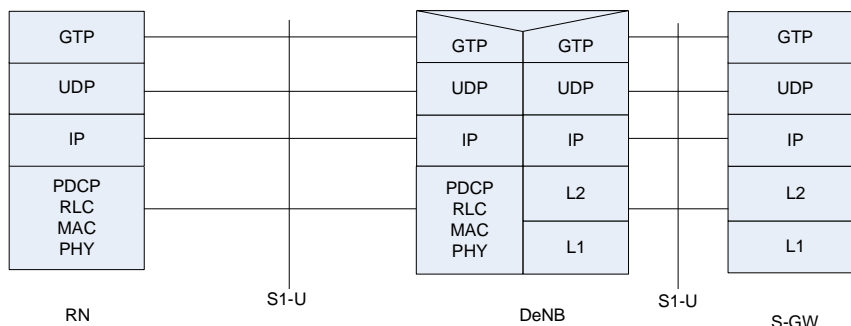 GTP
UDP
IP
PDCP
RLC
MAC
PHY
RN
S1-U
GTP
UDP
IP
PDCP
RLC
MAC
PHY
GTP
UDP
IP
L2
L1
DeNB
S1-U
GTP
UDP
IP
L2
L1
S-GW